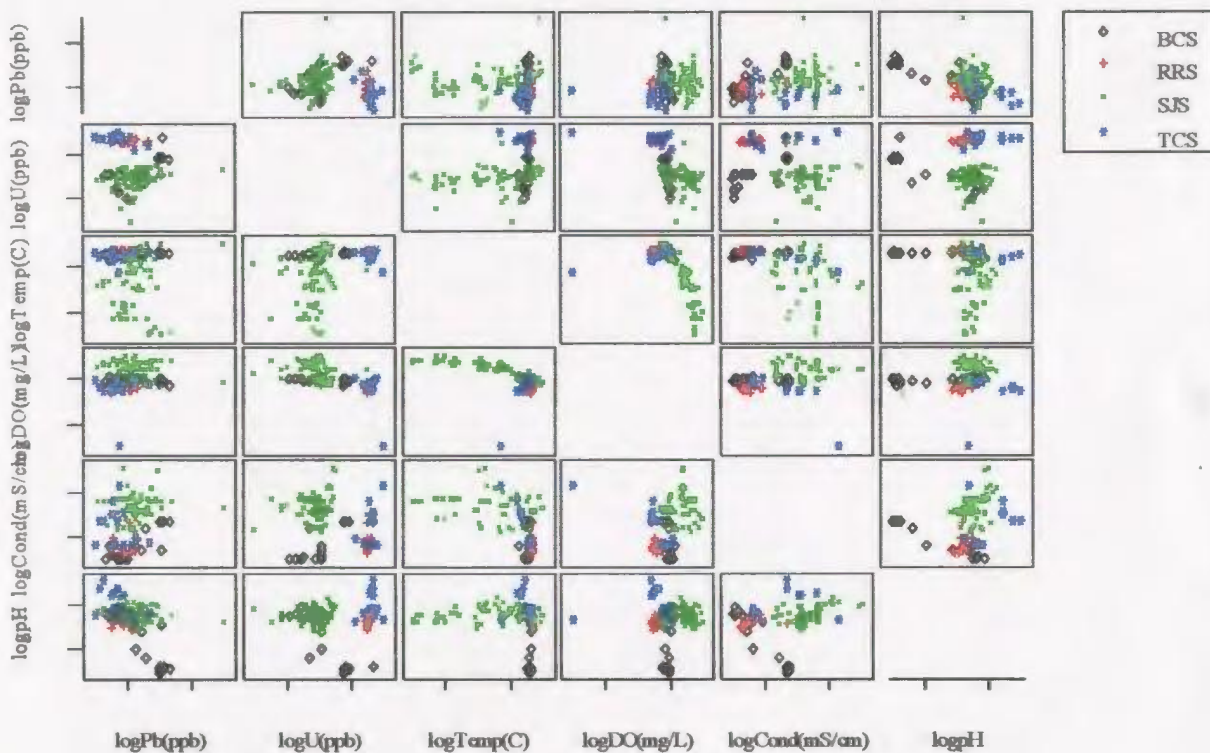 BCS
RRS
SJS
TCS
logPb(ppb)
logU(ppb)
logTemp(C)
logDO(mg/L)
logCond(mS/cm)
logpH
logPb(ppb)
logU(ppb)
logTemp(C)
logDO(mg/L)
logCond(mS/cm)
logpH